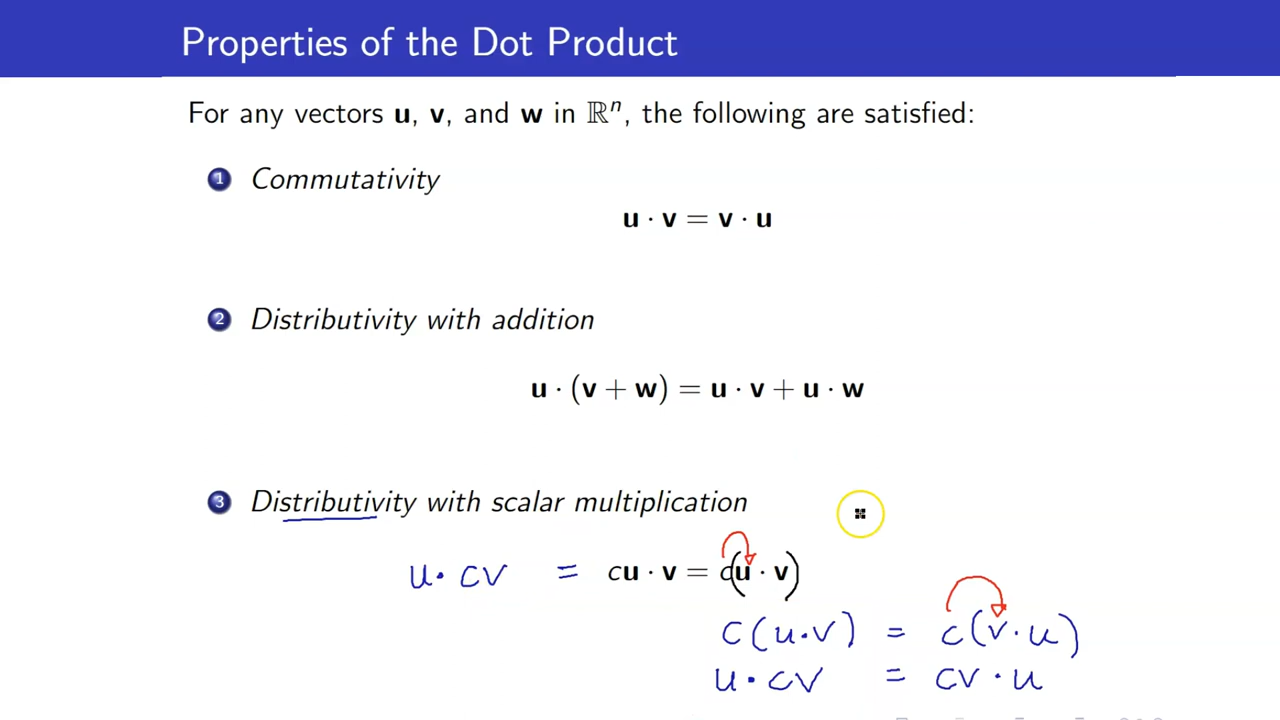 Properties of the Dot Product
For any vectors u, v, and w in ℝⁿ, the following are satisfied:
1 Commutativity
u · v = v · u
2 Distributivity with addition
u · (v + w) = u · v + u · w
3 Distributivity with scalar multiplication
u · cv = cu · v = c(u · v)
c(u·v) = c(v·u)
u · cv = cv · u